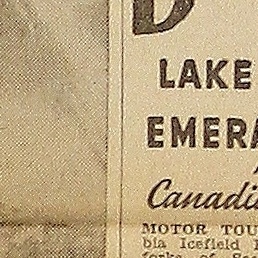 D
LAKE
EMERA
Canadi
MOTOR TOU
bia Icefield